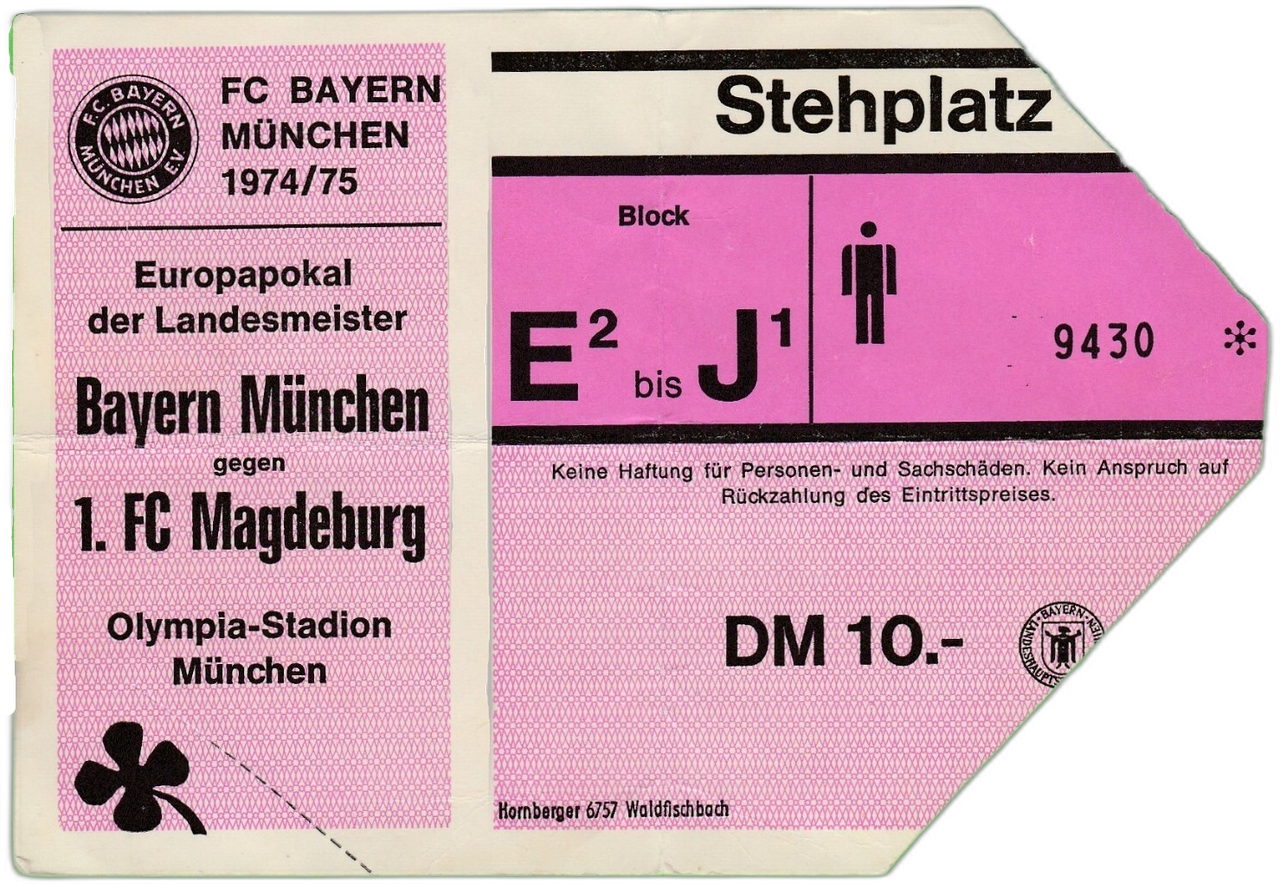 F.C. BAYERN MÜNCHEN E.V.
FC BAYERN
MÜNCHEN
1974/75
Europapokal
der Landesmeister
Bayern München
gegen
1. FC Magdeburg
Olympia-Stadion
München
Stehplatz
Block
E² bis J¹
9430 *
Keine Haftung für Personen- und Sachschäden. Kein Anspruch auf
Rückzahlung des Eintrittspreises.
DM 10.-
BAYERN
Hornberger 6757 Waldfischbach